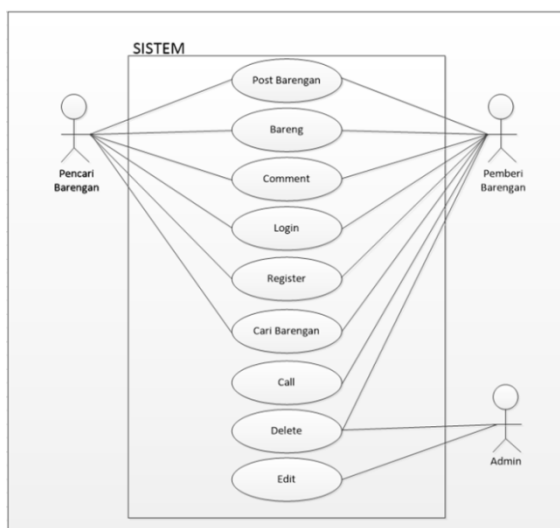 SISTEM
Post Barengan
Bareng
Comment
Login
Register
Cari Barengan
Call
Delete
Edit
Pencari
Barengan
Pemberi
Barengan
Admin